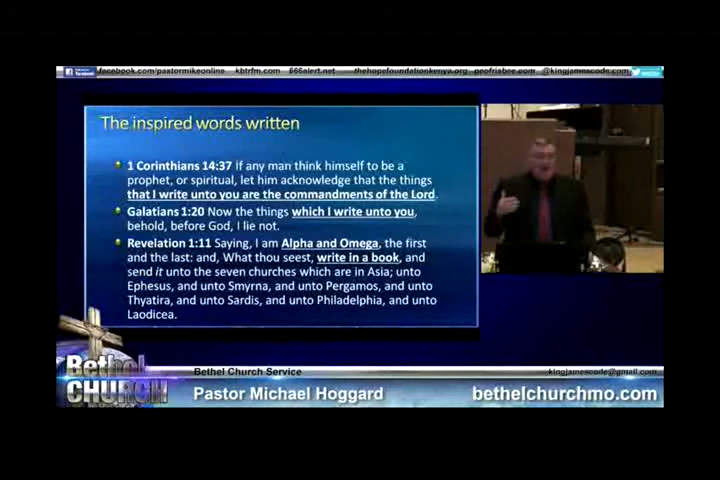 facebook.com/pastormikeonline kbtrfm.com 666alert.net thehopefoundationkenya.org peofriabee.com @kingjamescode.com
The inspired words written
1 Corinthians 14:37 If any man think himself to be a
prophet, or spiritual, let him acknowledge that the things
that I write unto you are the commandments of the Lord.
Galatians 1:20 Now the things which I write unto you,
behold, before God, I lie not.
Revelation 1:11 Saying, I am Alpha and Omega, the first
and the last: and, What thou seest, write in a book, and
send it unto the seven churches which are in Asia; unto
Ephesus, and unto Smyrna, and unto Pergamos, and unto
Thyatira, and unto Sardis, and unto Philadelphia, and unto
Laodicea.
Bethel
CHURCH
Bethel Church Service kingjamescode@gmail.com
Pastor Michael Hoggard bethelchurchmo.com